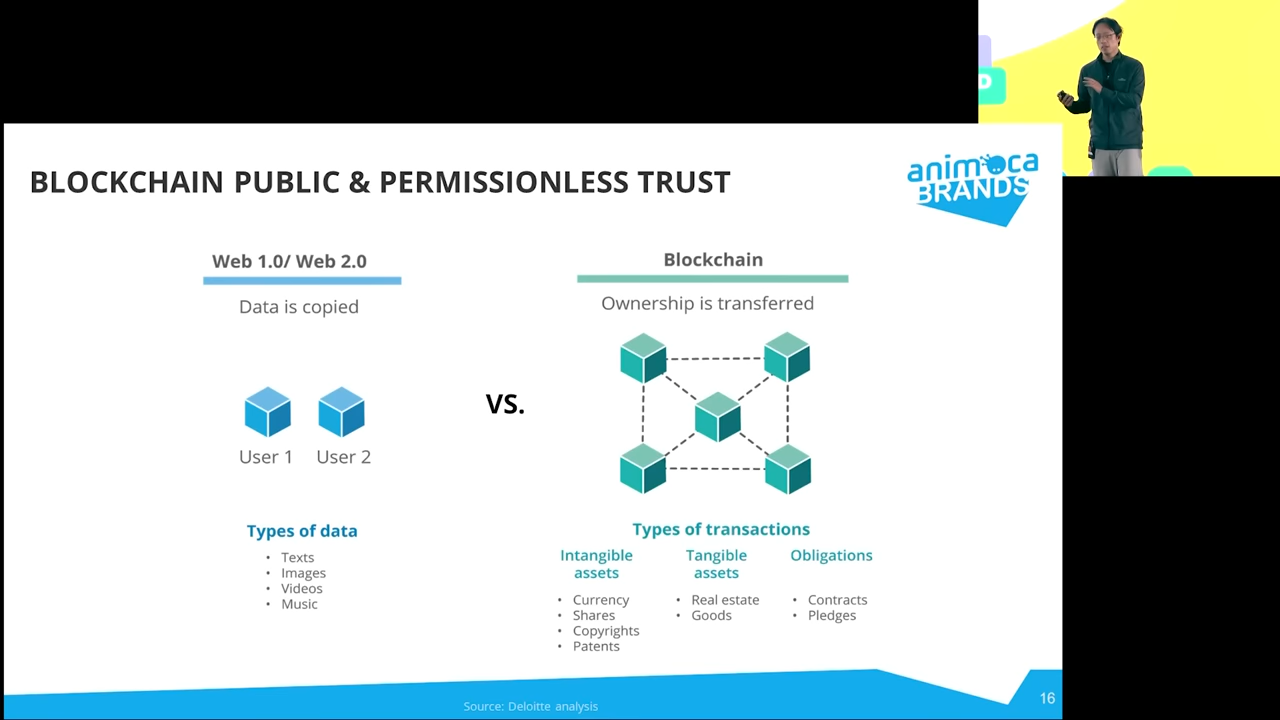 BLOCKCHAIN PUBLIC & PERMISSIONLESS TRUST
animoca
BRANDS
Web 1.0/ Web 2.0
Data is copied
User 1 User 2
Types of data
• Texts
• Images
• Videos
• Music
VS.
Blockchain
Ownership is transferred
Types of transactions
Intangible
assets
• Currency
• Shares
• Copyrights
• Patents
Tangible
assets
• Real estate
• Goods
Obligations
• Contracts
• Pledges
Source: Deloitte analysis
16
D